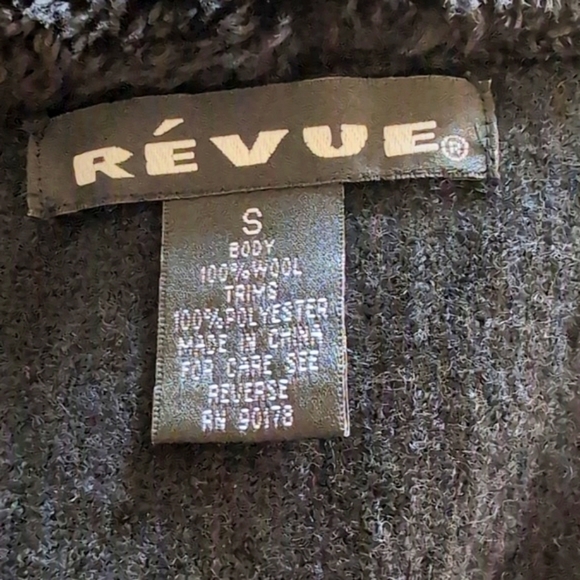 RÉVUE®
S
BODY
100%WOOL
TRIMS
100%POLYESTER
MADE IN CHINA
FOR CARE SEE
REVERSE
RN 90178